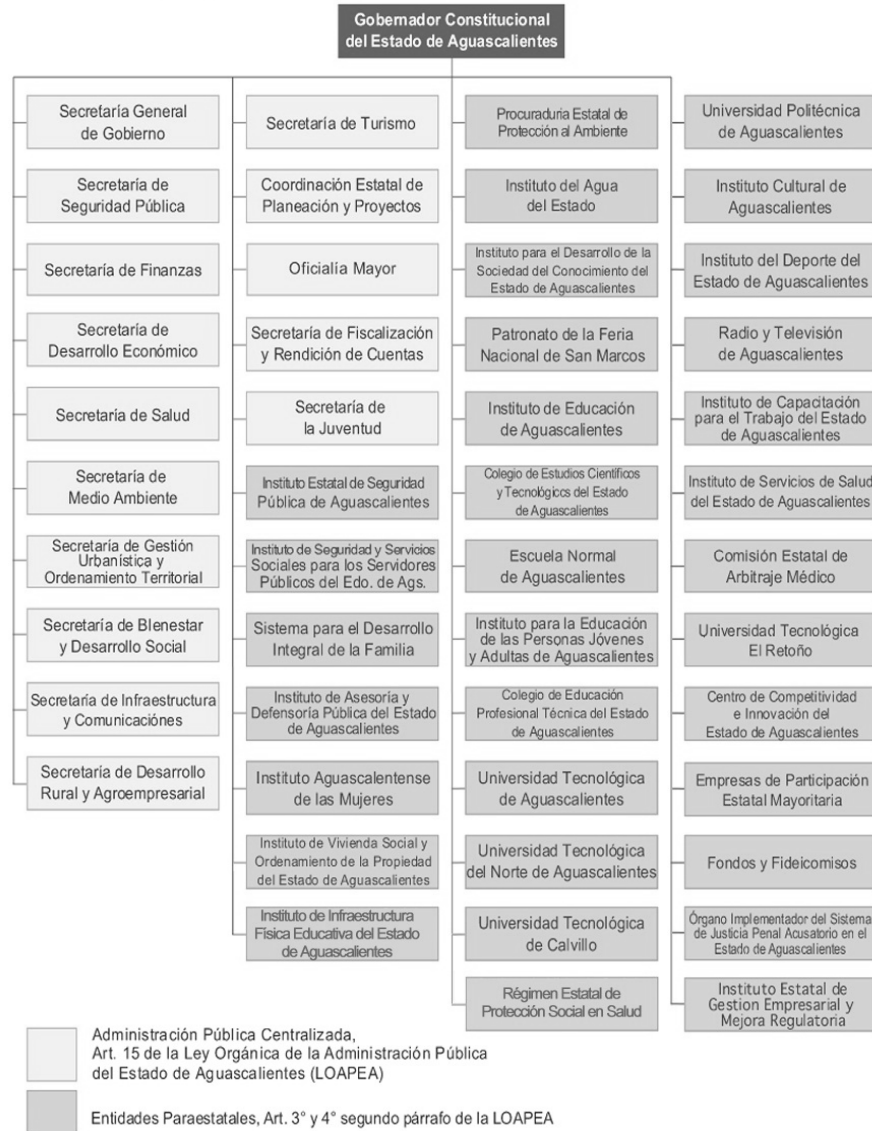 Gobernador Constitucional
del Estado de Aguascalientes
Secretaría General
de Gobierno
Secretaría de
Seguridad Pública
Secretaría de Finanzas
Secretaría de
Desarrollo Económico
Secretaría de Salud
Secretaría de
Medio Ambiente
Secretaría de Gestión
Urbanística y
Ordenamiento Territorial
Secretaría de BIenestar
y Desarrollo Social
Secretaría de Infraestructura
y Comunicaciónes
Secretaría de Desarrollo
Rural y Agroempresarial
Secretaría de Turismo
Coordinación Estatal de
Planeación y Proyectos
Oficialía Mayor
Secretaría de Fiscalización
y Rendición de Cuentas
Secretaría de
la Juventud
Instituto Estatal de Seguridad
Pública de Aguascalientes
Instituto de Seguridad y Servicios
Sociales para los Servidores
Públicos del Edo. de Ags.
Sistema para el Desarrollo
Integral de la Familia
Instituto de Asesoría y
Defensoría Pública del Estado
de Aguascalientes
Instituto Aguascalentense
de las Mujeres
Instituto de Vivienda Social y
Ordenamiento de la Propiedad
del Estado de Aguascalientes
Instituto de Infraestructura
Física Educativa del Estado
de Aguascalientes
Procuraduria Estatal de
Protección al Ambiente
Instituto del Agua
del Estado
Instituto para el Desarrollo de la
Sociedad del Conocimiento del
Estado de Aguascalientes
Patronato de la Feria
Nacional de San Marcos
Instituto de Educación
de Aguascalientes
Colegio de Estudios Científicos
y Tecnológicos del Estado
de Aguascalientes
Escuela Normal
de Aguascalientes
Instituto para la Educación
de las Personas Jóvenes
y Adultas de Aguascalientes
Colegio de Educación
Profesional Técnica del Estado
de Aguascalientes
Universidad Tecnológica
de Aguascalientes
Universidad Tecnológica
del Norte de Aguascalientes
Universidad Tecnológica
de Calvillo
Régimen Estatal de
Protección Social en Salud
Universidad Politécnica
de Aguascalientes
Instituto Cultural de
Aguascalientes
Instituto del Deporte del
Estado de Aguascalientes
Radio y Televisión
de Aguascalientes
Instituto de Capacitación
para el Trabajo del Estado
de Aguascalientes
Instituto de Servicios de Salud
del Estado de Aguascalientes
Comisión Estatal de
Arbitraje Médico
Universidad Tecnológica
El Retoño
Centro de Competitividad
e Innovación del
Estado de Aguascalientes
Empresas de Participación
Estatal Mayoritaria
Fondos y Fideicomisos
Órgano Implementador del Sistema
de Justicia Penal Acusatorio en el
Estado de Aguascalientes
Instituto Estatal de
Gestion Empresarial y
Mejora Regulatoria
Administración Pública Centralizada,
Art. 15 de la Ley Orgánica de la Administración Pública
del Estado de Aguascalientes (LOAPEA)
Entidades Paraestatales, Art. 3° y 4° segundo párrafo de la LOAPEA